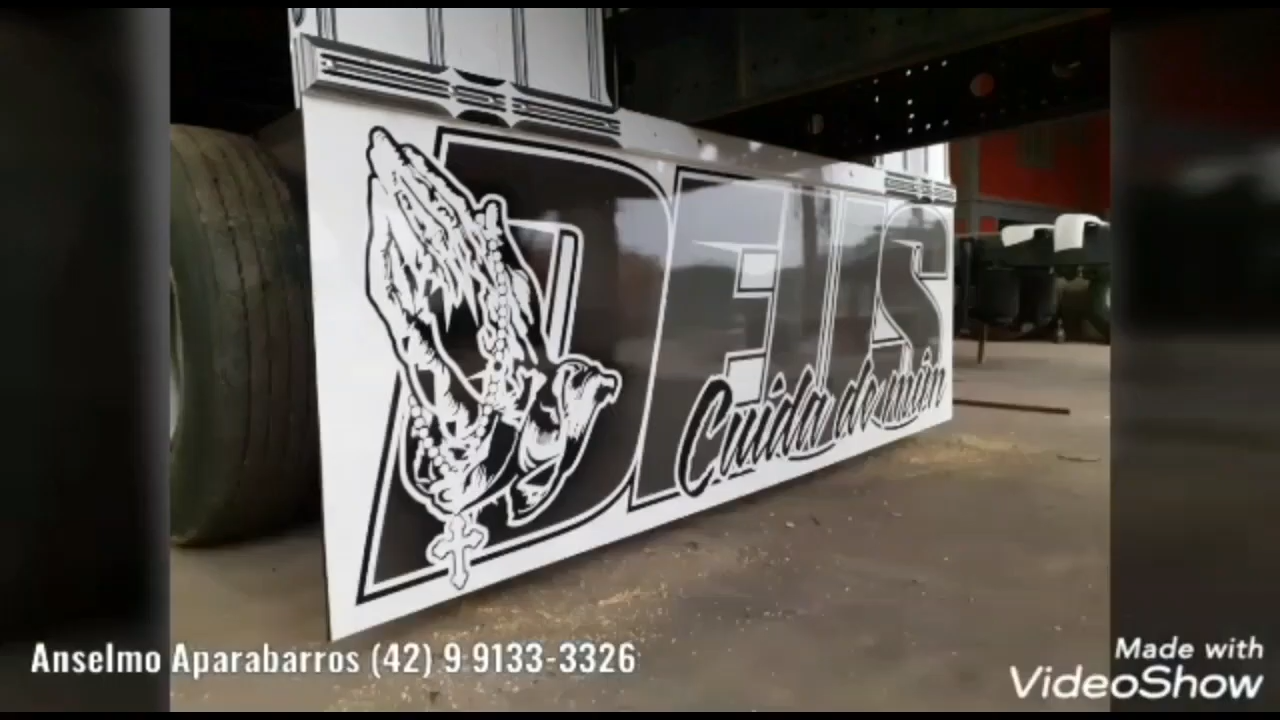 DEUS
Cuida de mim
Anselmo Aparabarros (42) 9 9133-3326
Made with
VideoShow